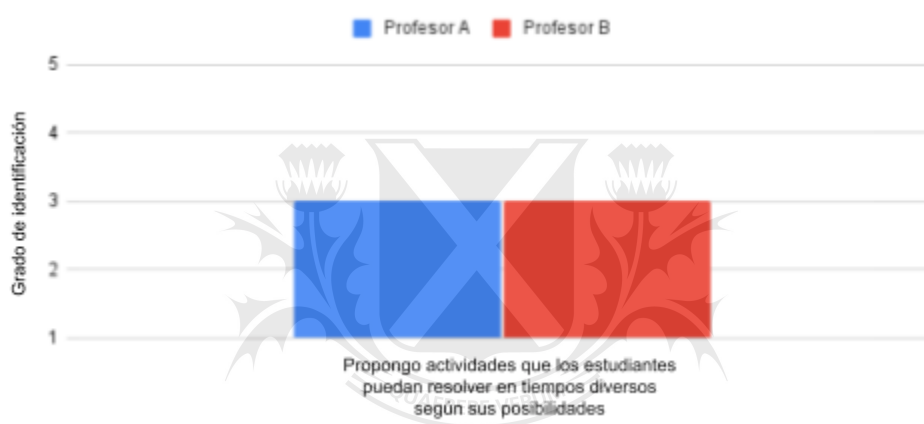 Profesor A Profesor B
5
4
3
2
1
Grado de identificación
Propongo actividades que los estudiantes
puedan resolver en tiempos diversos
según sus posibilidades